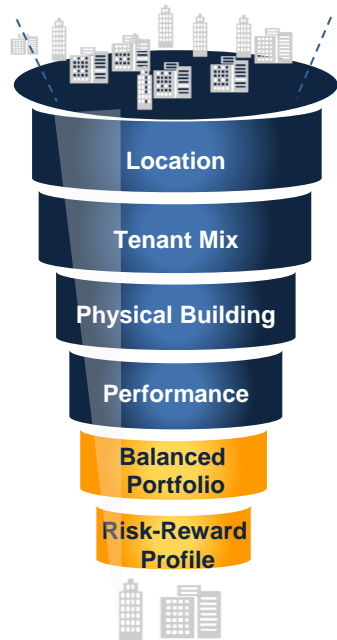 Location
Tenant Mix
Physical Building
Performance
Balanced
Portfolio
Risk-Reward
Profile